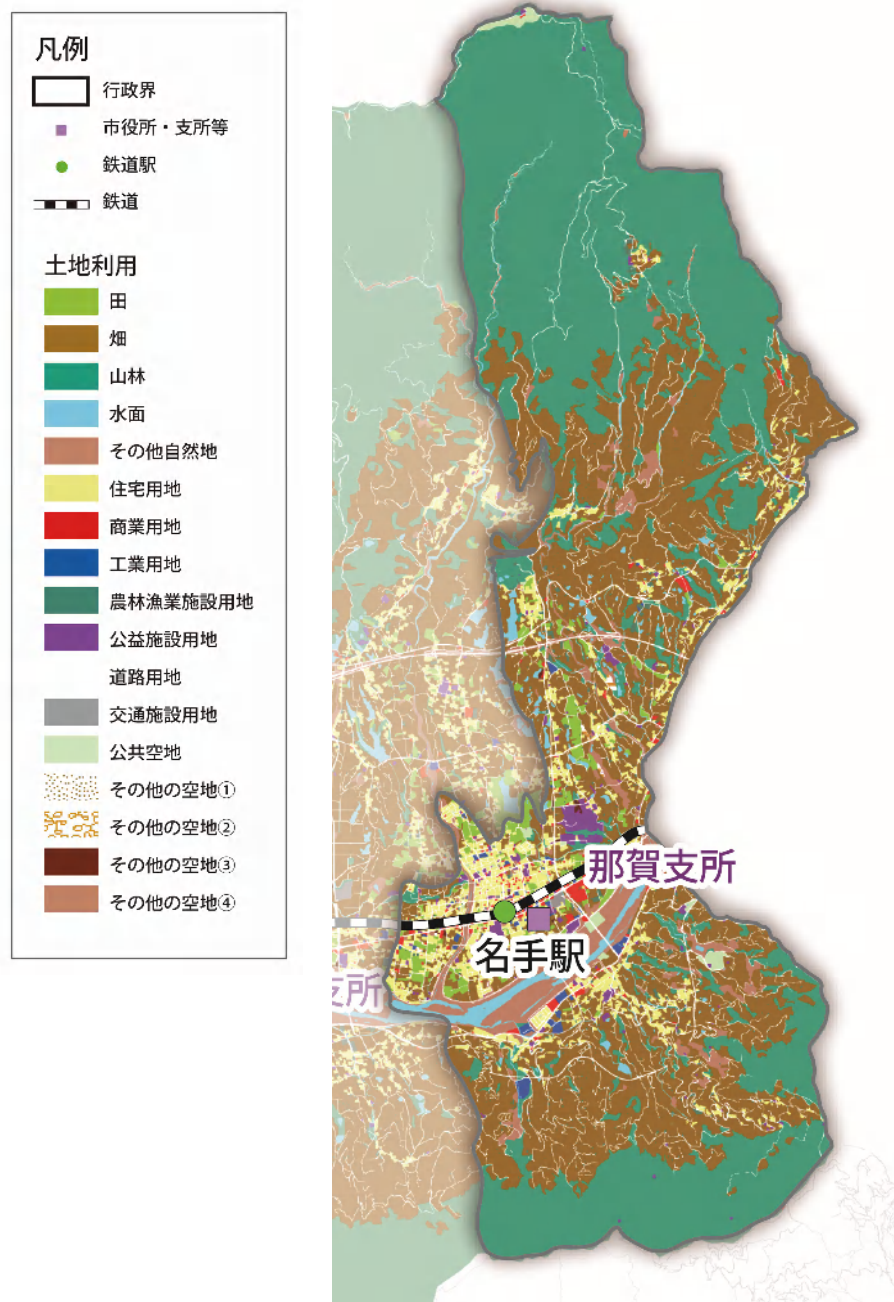 凡例
行政界
市役所・支所等
鉄道駅
鉄道
土地利用
田
畑
山林
水面
その他自然地
住宅用地
商業用地
工業用地
農林漁業施設用地
公益施設用地
道路用地
交通施設用地
公共空地
その他の空地①
その他の空地②
その他の空地③
その他の空地④
那賀支所
名手駅
支所